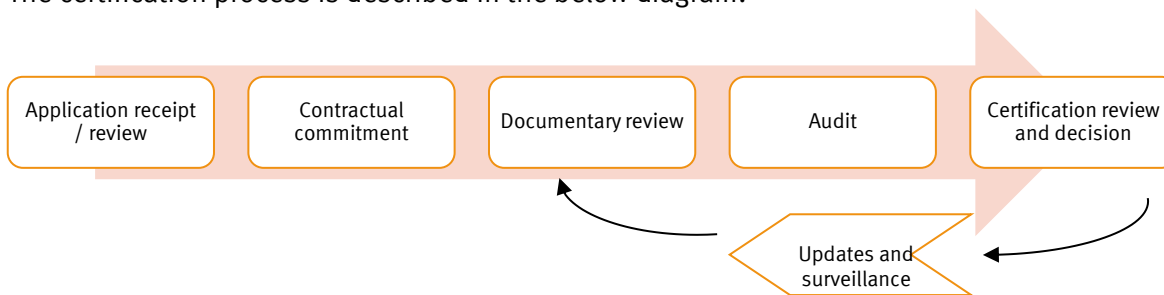 The certification process is described in the below diagram.
Application receipt
/ review
Contractual
commitment
Documentary review
Audit
Certification review
and decision
Updates and
surveillance